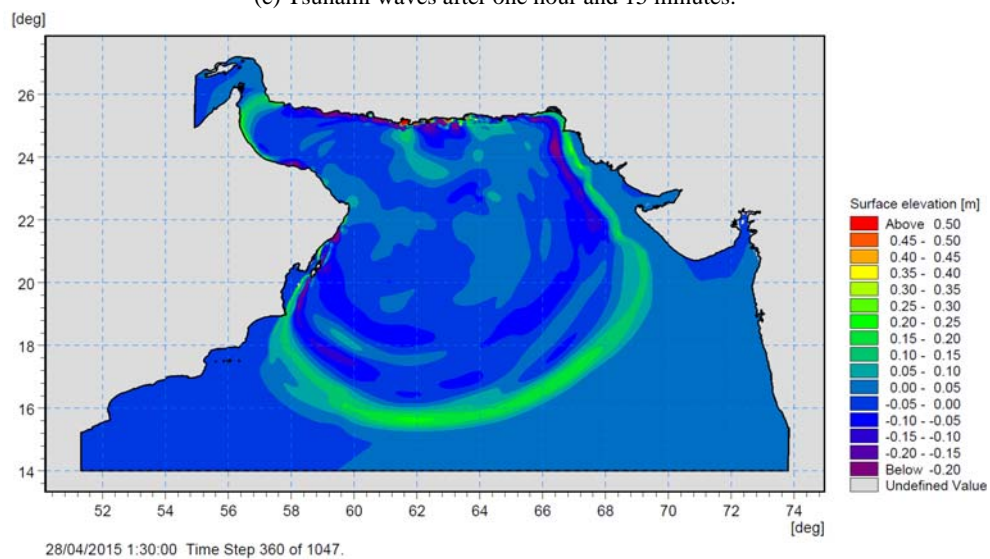 (c) Tsunami waves after one hour and 15 minutes.
[deg]
26
24
22
20
18
16
14
52 54 56 58 60 62 64 66 68 70 72 74
[deg]
Surface elevation [m]
Above 0.50
0.45 - 0.50
0.40 - 0.45
0.35 - 0.40
0.30 - 0.35
0.25 - 0.30
0.20 - 0.25
0.15 - 0.20
0.10 - 0.15
0.05 - 0.10
0.00 - 0.05
-0.05 - 0.00
-0.10 - -0.05
-0.15 - -0.10
-0.20 - -0.15
Below -0.20
Undefined Value
28/04/2015 1:30:00 Time Step 360 of 1047.